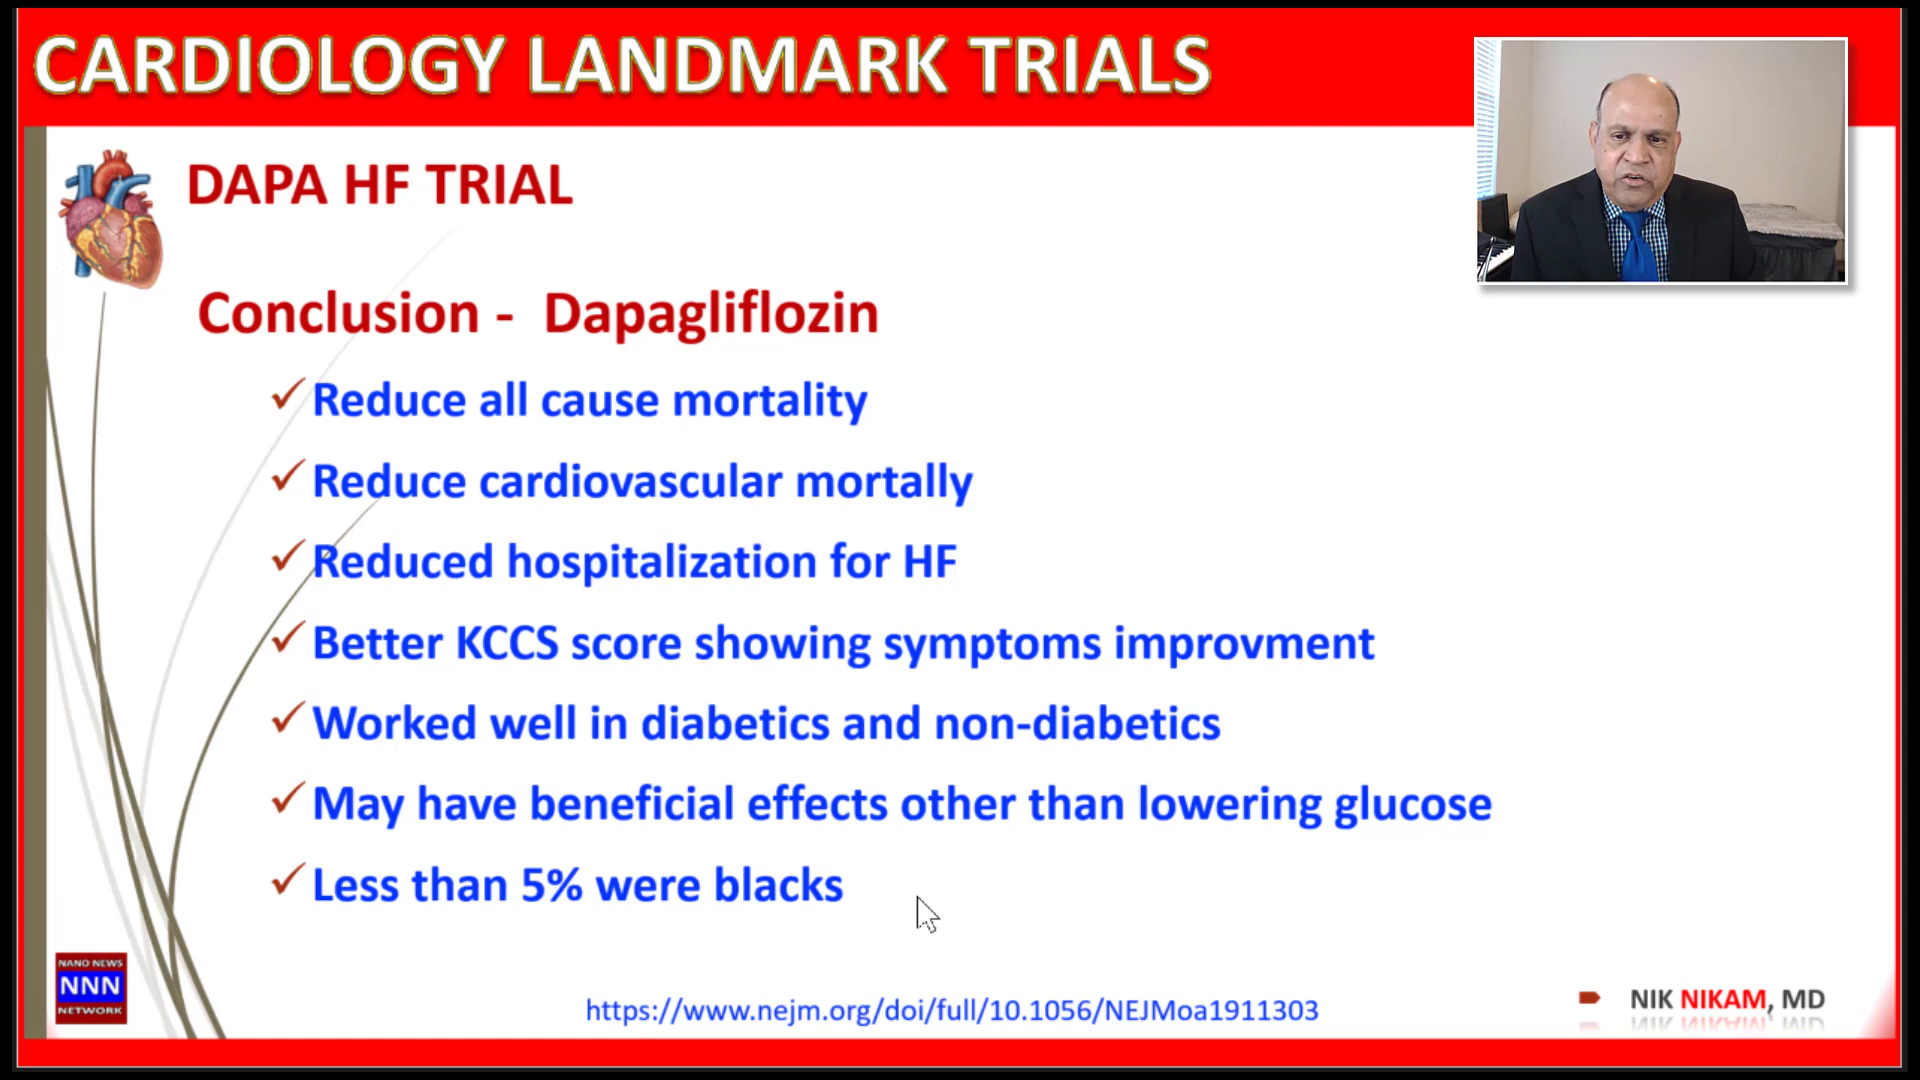 CARDIOLOGY LANDMARK TRIALS
DAPA HF TRIAL
Conclusion - Dapagliflozin
Reduce all cause mortality
Reduce cardiovascular mortally
Reduced hospitalization for HF
Better KCCS score showing symptoms improvment
Worked well in diabetics and non-diabetics
May have beneficial effects other than lowering glucose
Less than 5% were blacks
NANO NEWS
NNN
NETWORK
https://www.nejm.org/doi/full/10.1056/NEJMoa1911303
NIK NIKAM, MD